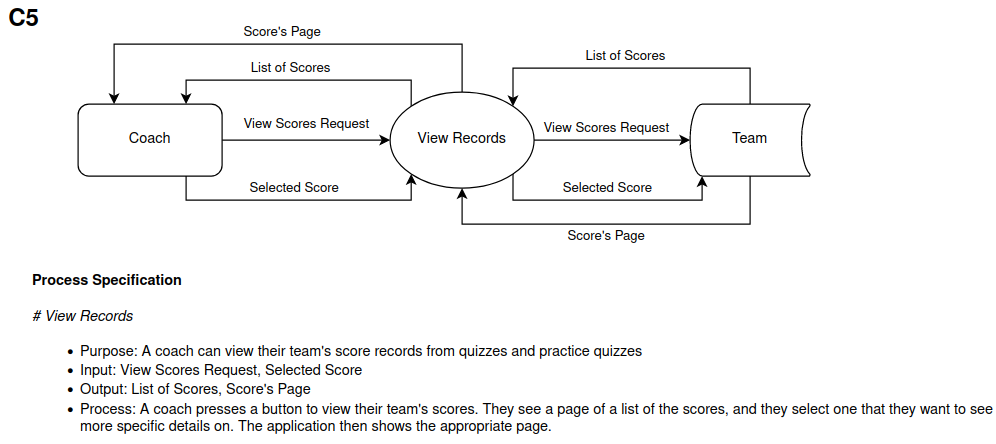 C5
Score's Page
List of Scores
List of Scores
View Scores Request
View Scores Request
Coach
View Records
Team
Selected Score
Selected Score
Score's Page
Process Specification
# View Records
• Purpose: A coach can view their team's score records from quizzes and practice quizzes
• Input: View Scores Request, Selected Score
• Output: List of Scores, Score's Page
• Process: A coach presses a button to view their team's scores. They see a page of a list of the scores, and they select one that they want to see
more specific details on. The application then shows the appropriate page.